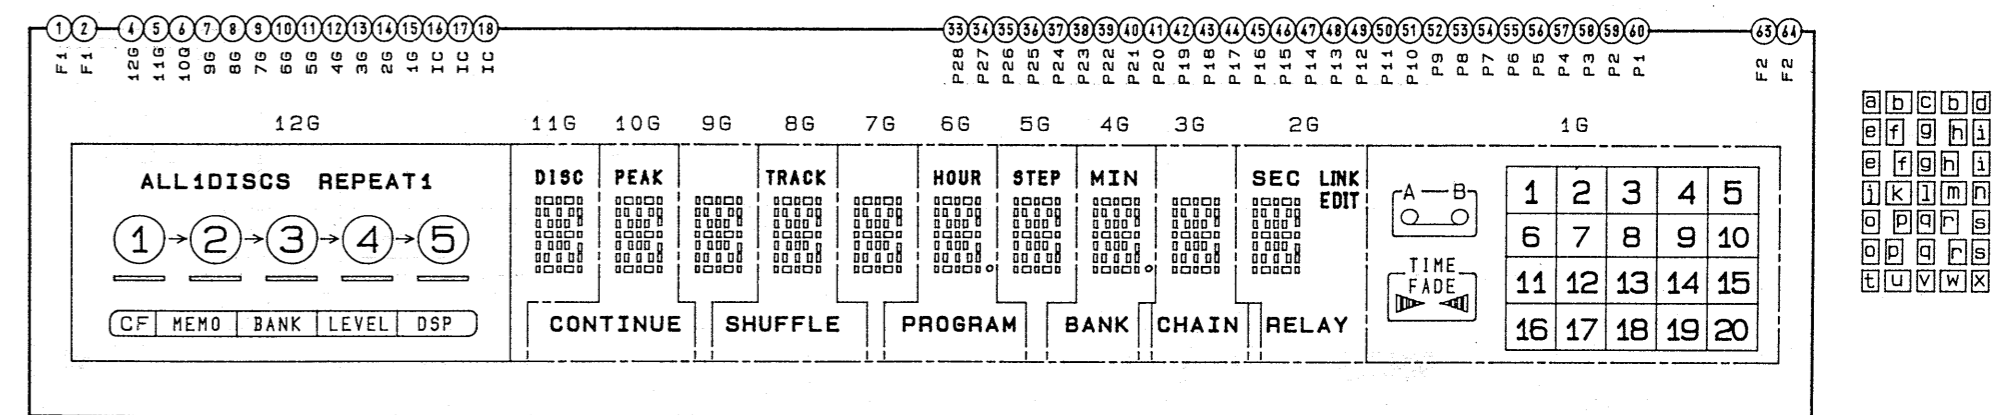 1 2 4 5 6 7 8 9 10 11 12 13 14 15 16 17 18 33 34 35 36 37 38 39 40 41 42 43 44 45 46 47 48 49 50 51 52 53 54 55 56 57 58 59 60 63 64
F1 F1 12G 11G 10Q 9G 8G 7G 6G 5G 4G 3G 2G 1G IC IC IC P28 P27 P26 P25 P24 P23 P22 P21 P20 P19 P18 P17 P16 P15 P14 P13 P12 P11 P10 P9 P8 P7 P6 P5 P4 P3 P2 P1 F2 F2
12G 11G 10G 9G 8G 7G 6G 5G 4G 3G 2G 1G
ALL1DISCS REPEAT1
1→2→3→4→5
CF MEMO BANK LEVEL DSP
DISC PEAK TRACK HOUR STEP MIN SEC LINK
EDIT
CONTINUE SHUFFLE PROGRAM BANK CHAIN RELAY
A — B
TIME
FADE
1 2 3 4 5
6 7 8 9 10
11 12 13 14 15
16 17 18 19 20
a b c b d
e f g h i
e f g h i
j k l m n
o p q r s
o p q r s
t u v w x